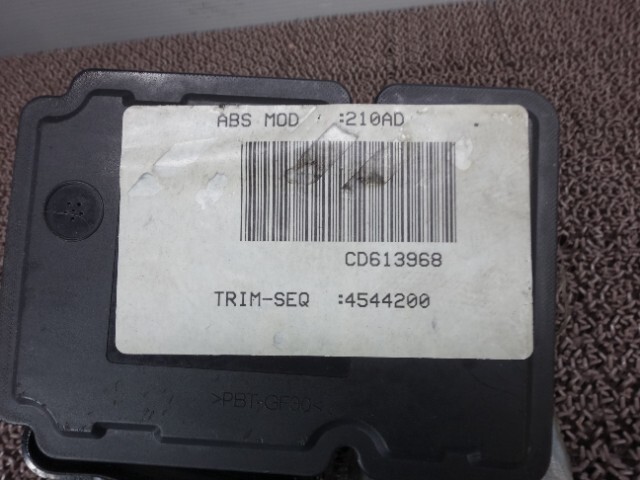 ABS MOD :210AD
CD613968
TRIM-SEQ :4544200
>PBT-GF30<